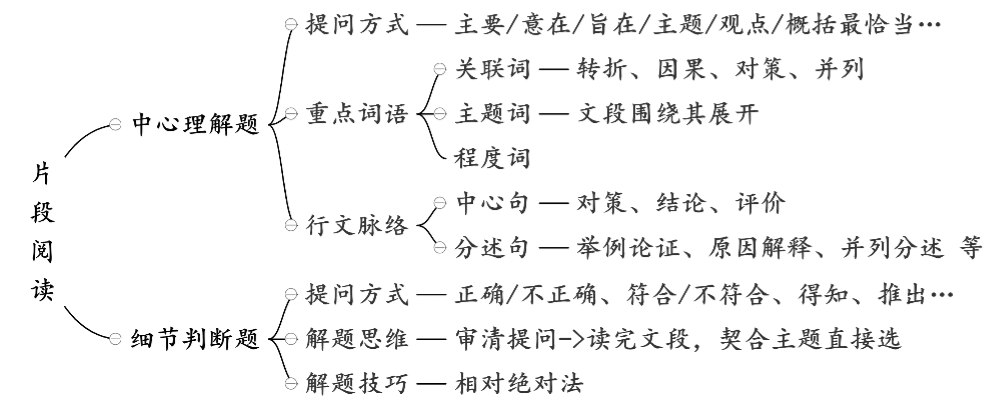 片段阅读
中心理解题
提问方式
主要/意在/旨在/主题/观点/概括最恰当…
重点词语
关联词
转折、因果、对策、并列
主题词
文段围绕其展开
程度词
行文脉络
中心句
对策、结论、评价
分述句
举例论证、原因解释、并列分述 等
细节判断题
提问方式
正确/不正确、符合/不符合、得知、推出…
解题思维
审清提问->读完文段，契合主题直接选
解题技巧
相对绝对法